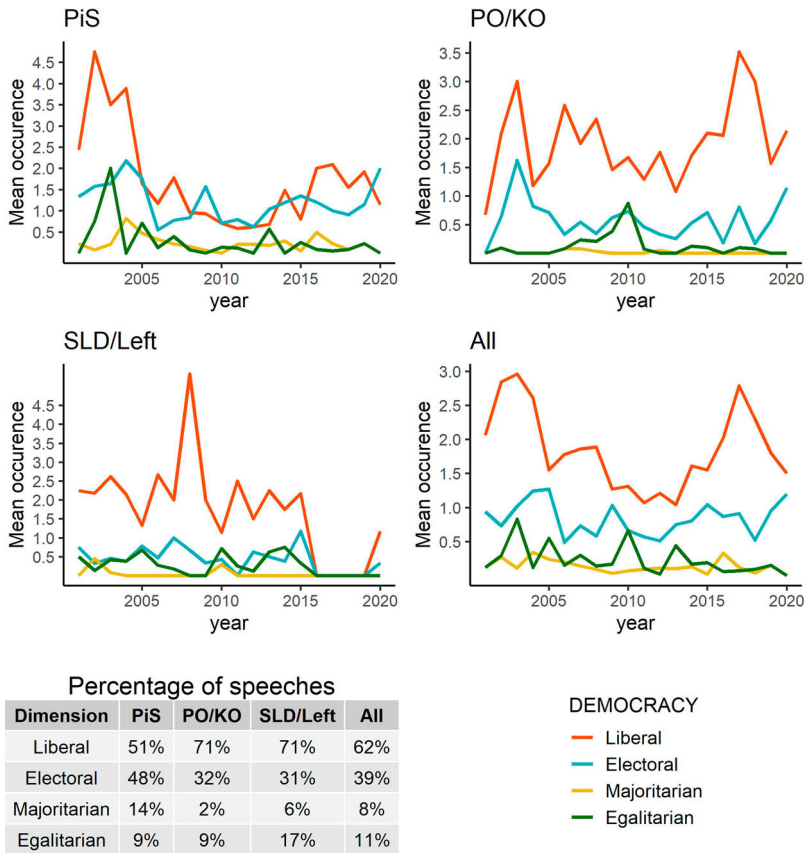 PiS
Mean occurence
4.5
4.0
3.5
3.0
2.5
2.0
1.5
1.0
0.5
2005 2010 2015 2020
year
PO/KO
Mean occurence
3.5
3.0
2.5
2.0
1.5
1.0
0.5
2005 2010 2015 2020
year
SLD/Left
Mean occurence
4.5
4.0
3.5
3.0
2.5
2.0
1.5
1.0
0.5
2005 2010 2015 2020
year
All
Mean occurence
3.0
2.5
2.0
1.5
1.0
0.5
2005 2010 2015 2020
year
Percentage of speeches
Dimension PiS PO/KO SLD/Left All
Liberal 51% 71% 71% 62%
Electoral 48% 32% 31% 39%
Majoritarian 14% 2% 6% 8%
Egalitarian 9% 9% 17% 11%
DEMOCRACY
Liberal
Electoral
Majoritarian
Egalitarian